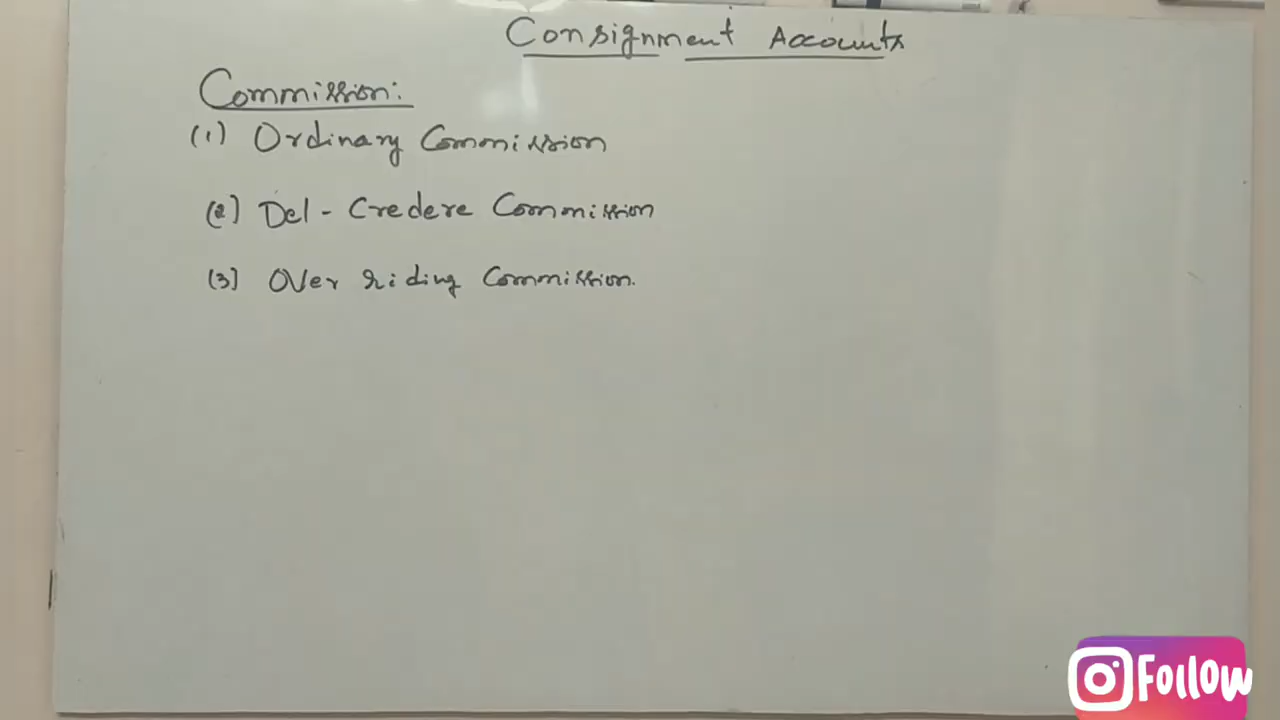 Consignment Accounts
Commission:
(1) Ordinary Commission
(2) Del - Credere Commission
(3) Over riding Commission.
Follow